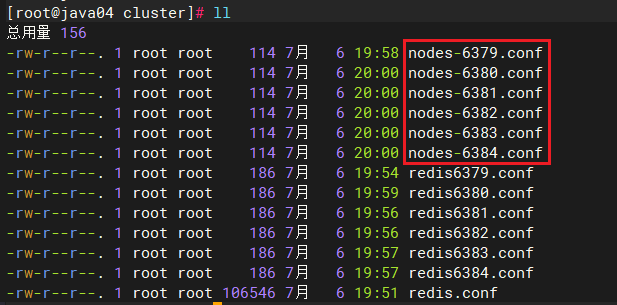 [root@java04 cluster]# ll
总用量 156
-rw-r--r--. 1 root root    114 7月   6 19:58 nodes-6379.conf
-rw-r--r--. 1 root root    114 7月   6 20:00 nodes-6380.conf
-rw-r--r--. 1 root root    114 7月   6 20:00 nodes-6381.conf
-rw-r--r--. 1 root root    114 7月   6 20:00 nodes-6382.conf
-rw-r--r--. 1 root root    114 7月   6 20:00 nodes-6383.conf
-rw-r--r--. 1 root root    114 7月   6 20:00 nodes-6384.conf
-rw-r--r--. 1 root root    186 7月   6 19:54 redis6379.conf
-rw-r--r--. 1 root root    186 7月   6 19:59 redis6380.conf
-rw-r--r--. 1 root root    186 7月   6 19:56 redis6381.conf
-rw-r--r--. 1 root root    186 7月   6 19:56 redis6382.conf
-rw-r--r--. 1 root root    186 7月   6 19:57 redis6383.conf
-rw-r--r--. 1 root root    186 7月   6 19:57 redis6384.conf
-rw-r--r--. 1 root root 106546 7月   6 19:51 redis.conf